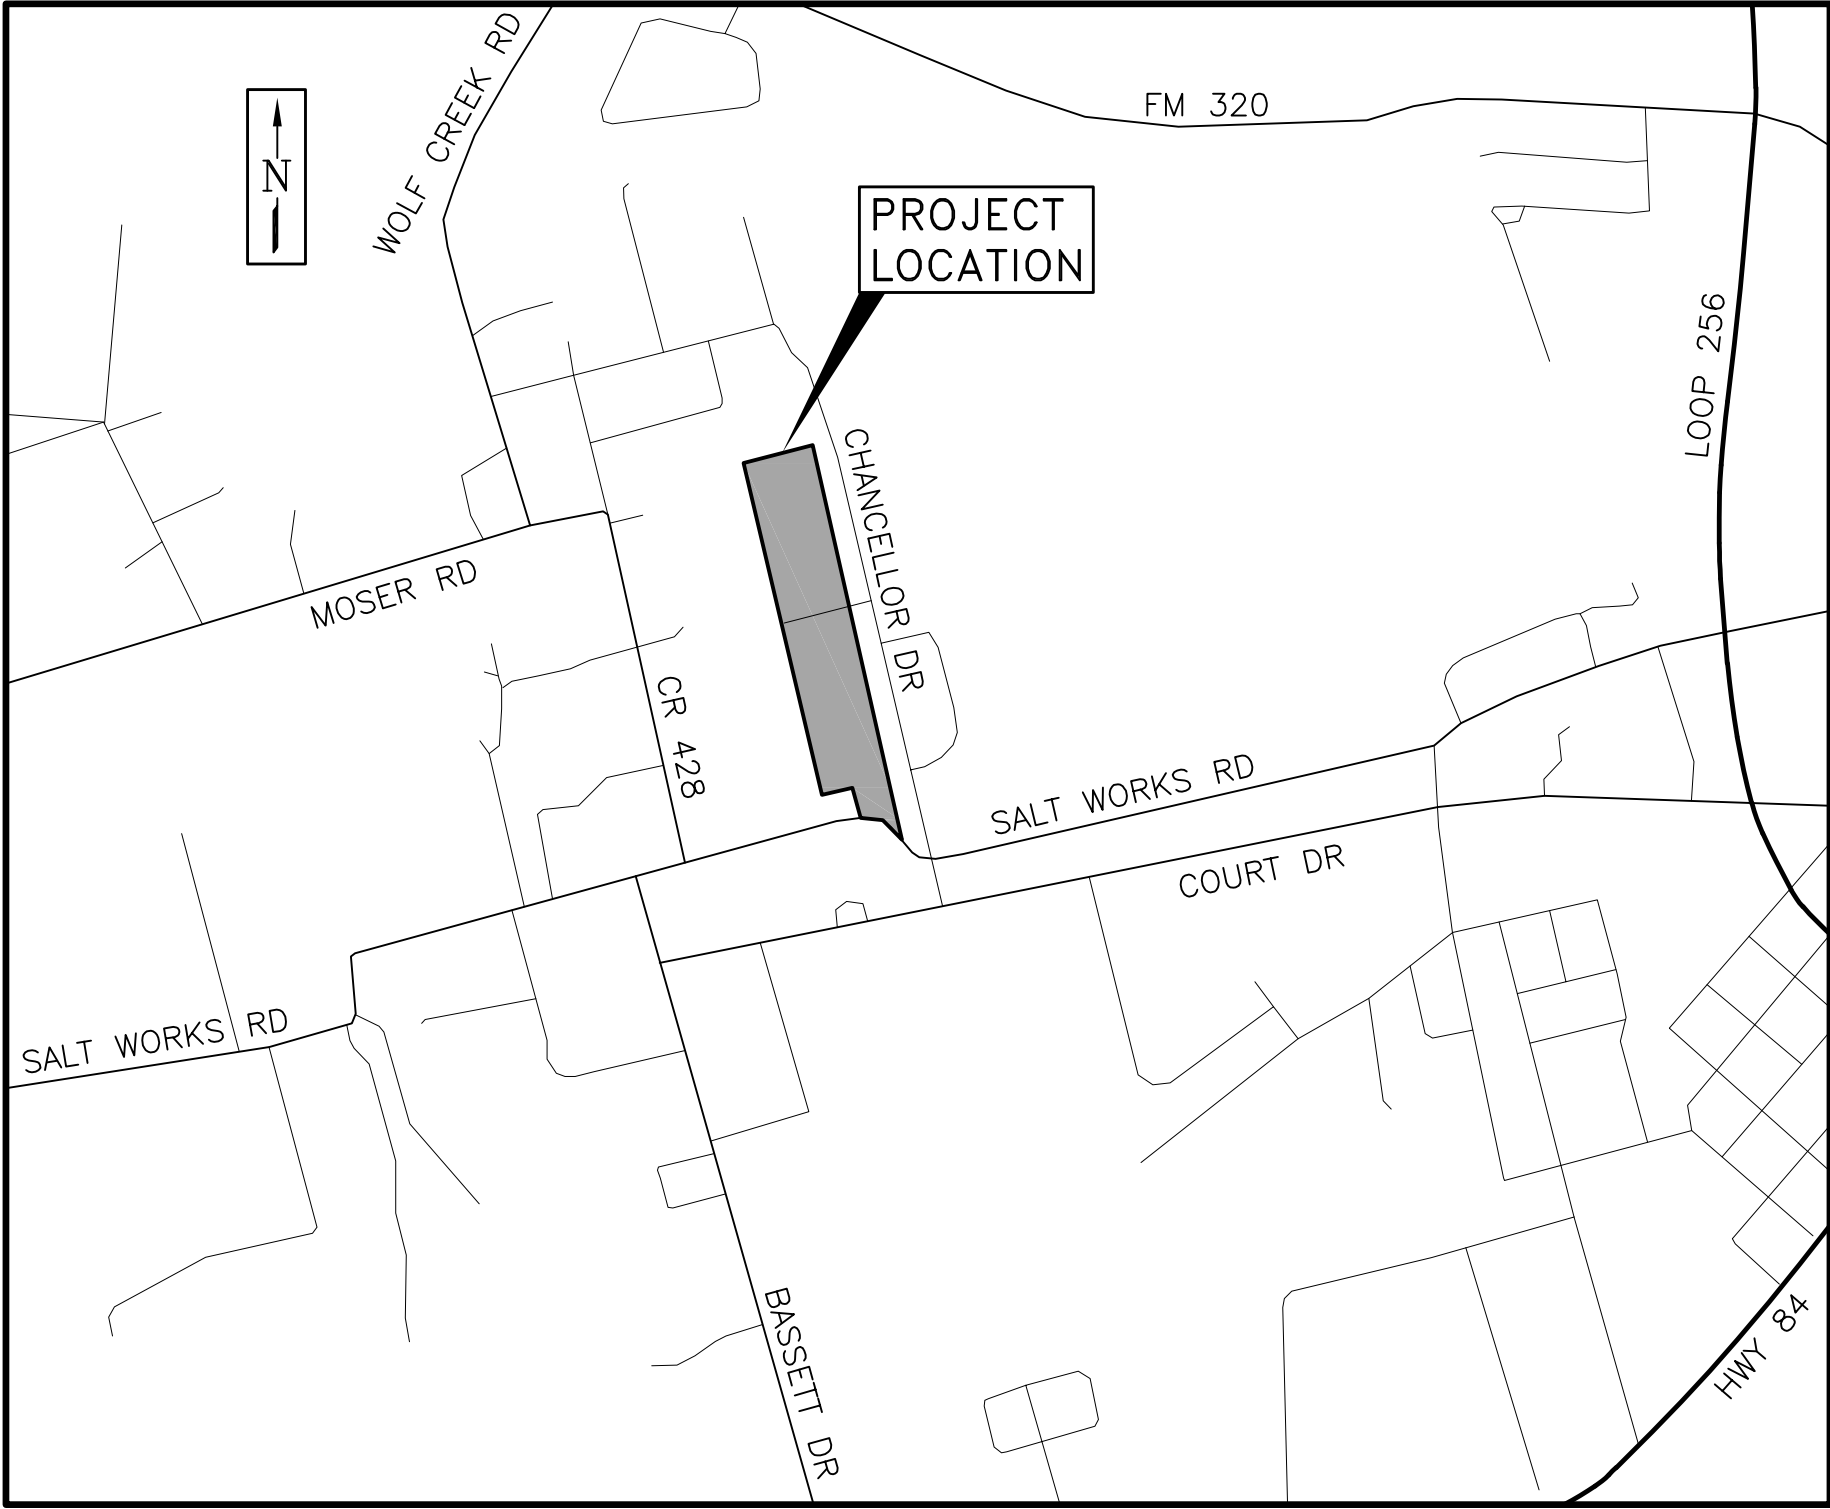 WOLF CREEK RD
FM 320
N
PROJECT
LOCATION
LOOP 256
CHANCELLOR DR
MOSER RD
CR 428
SALT WORKS RD
COURT DR
SALT WORKS RD
BASSETT DR
HWY 84